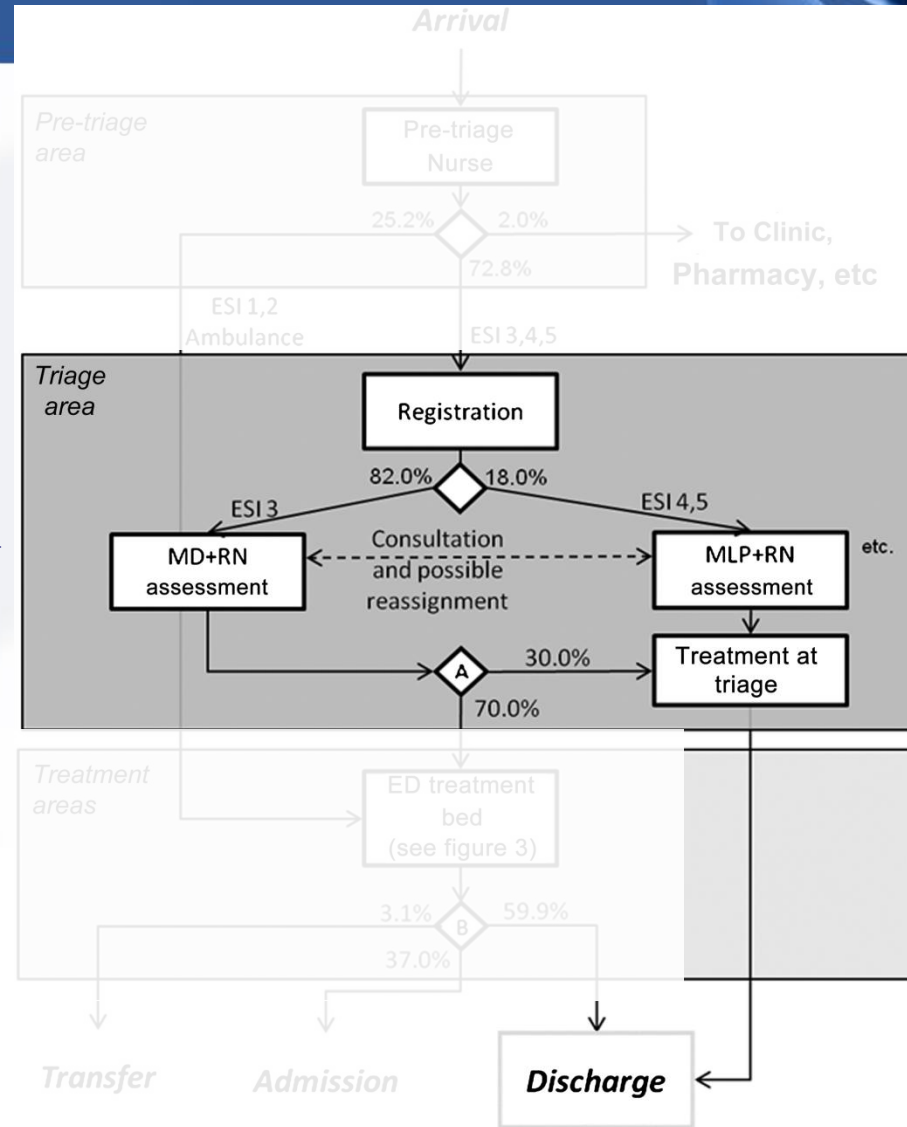 Arrival
Pre-triage
area
Pre-triage
Nurse
25.2%
2.0%
72.8%
To Clinic,
Pharmacy, etc
ESI 1,2
Ambulance
ESI 3,4,5
Triage
area
Registration
82.0%
18.0%
ESI 3
ESI 4,5
MD+RN
assessment
Consultation
and possible
reassignment
MLP+RN
assessment
etc.
A
30.0%
70.0%
Treatment at
triage
Treatment
areas
ED treatment
bed
(see figure 3)
3.1%
B
59.9%
37.0%
Transfer
Admission
Discharge